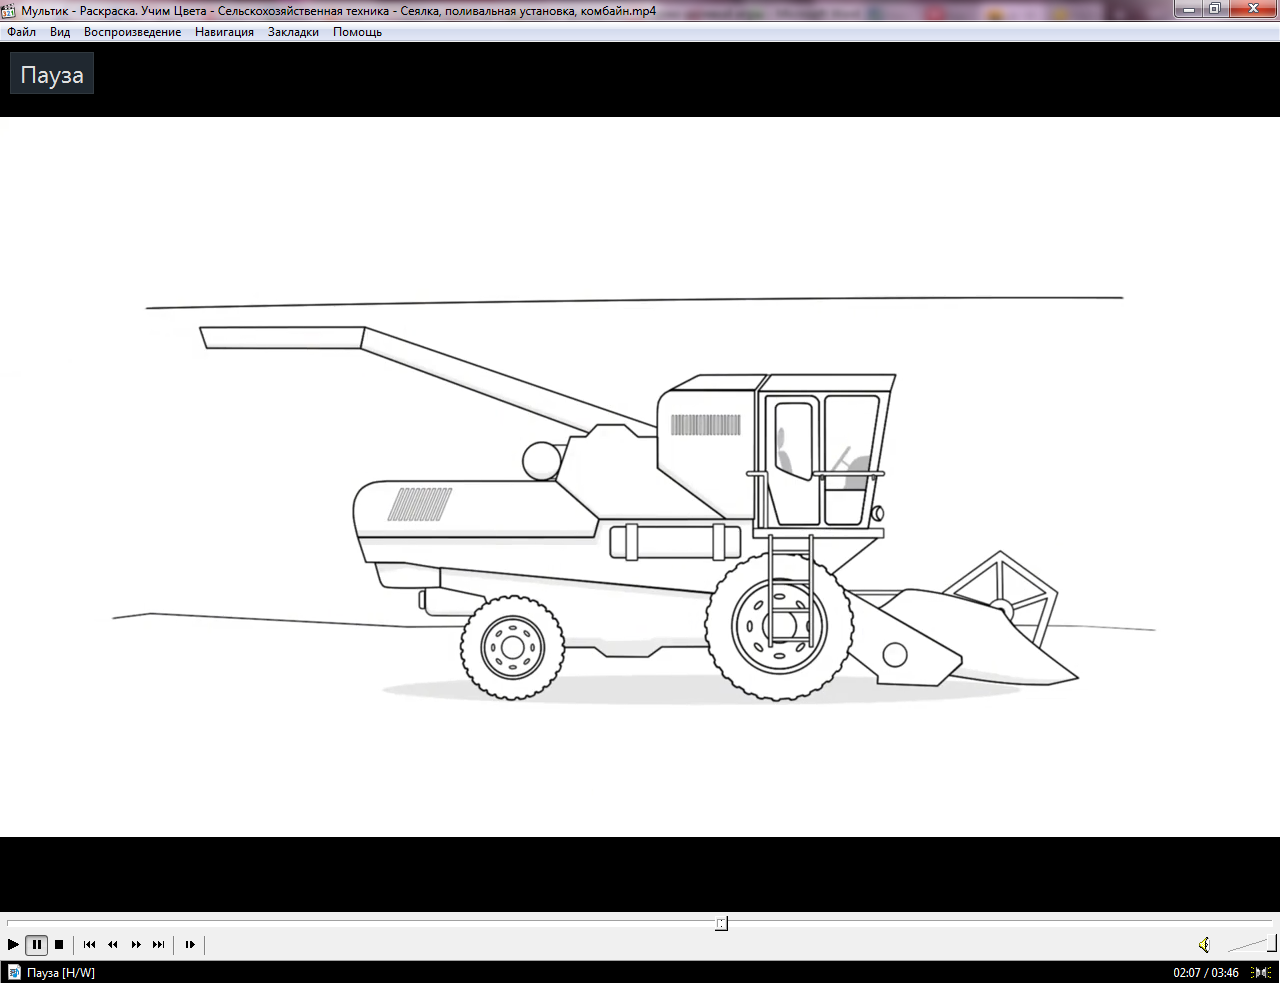 Мультик - Раскраска. Учим Цвета - Сельскохозяйственная техника - Сеялка, поливальная установка, комбайн.mp4
Файл Вид Воспроизведение Навигация Закладки Помощь
Пауза
Пауза [H/W]
02:07 / 03:46